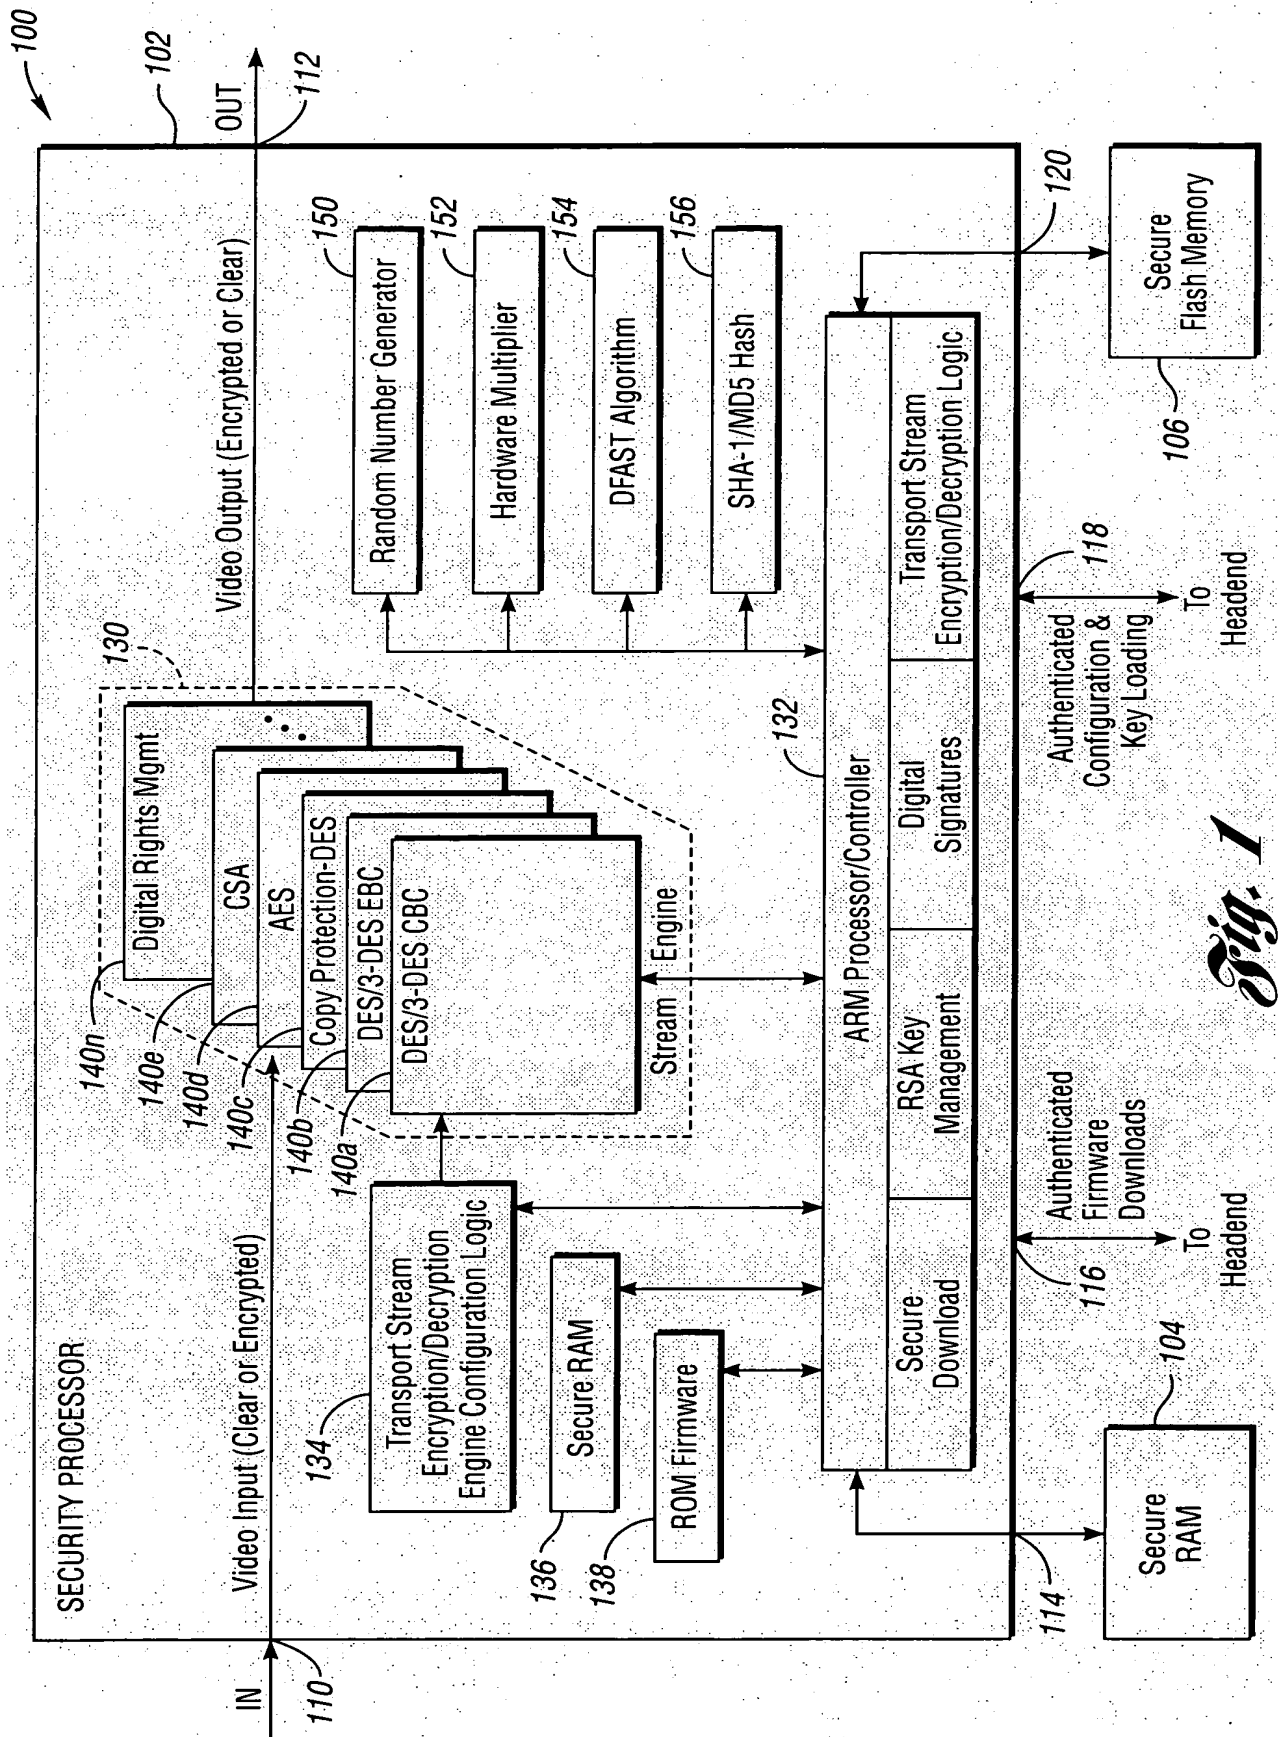 100
SECURITY PROCESSOR
102
IN
110
Video Input (Clear or Encrypted)
Video Output (Encrypted or Clear)
OUT
112
130
140n
Digital Rights Mgmt
140e
CSA
140d
AES
140c
Copy Protection-DES
140b
DES/3-DES EBC
140a
DES/3-DES CBC
Stream Engine
134
Transport Stream
Encryption/Decryption
Engine Configuration Logic
136
Secure RAM
138
ROM Firmware
150
Random Number Generator
152
Hardware Multiplier
154
DFAST Algorithm
156
SHA-1/MD5 Hash
132
ARM Processor/Controller
Secure
Download
RSA Key
Management
Digital
Signatures
Transport Stream
Encryption/Decryption Logic
114
104
Secure
RAM
116
Authenticated
Firmware
Downloads
To
Headend
118
Authenticated
Configuration &
Key Loading
To
Headend
120
106
Secure
Flash Memory
Fig. 1